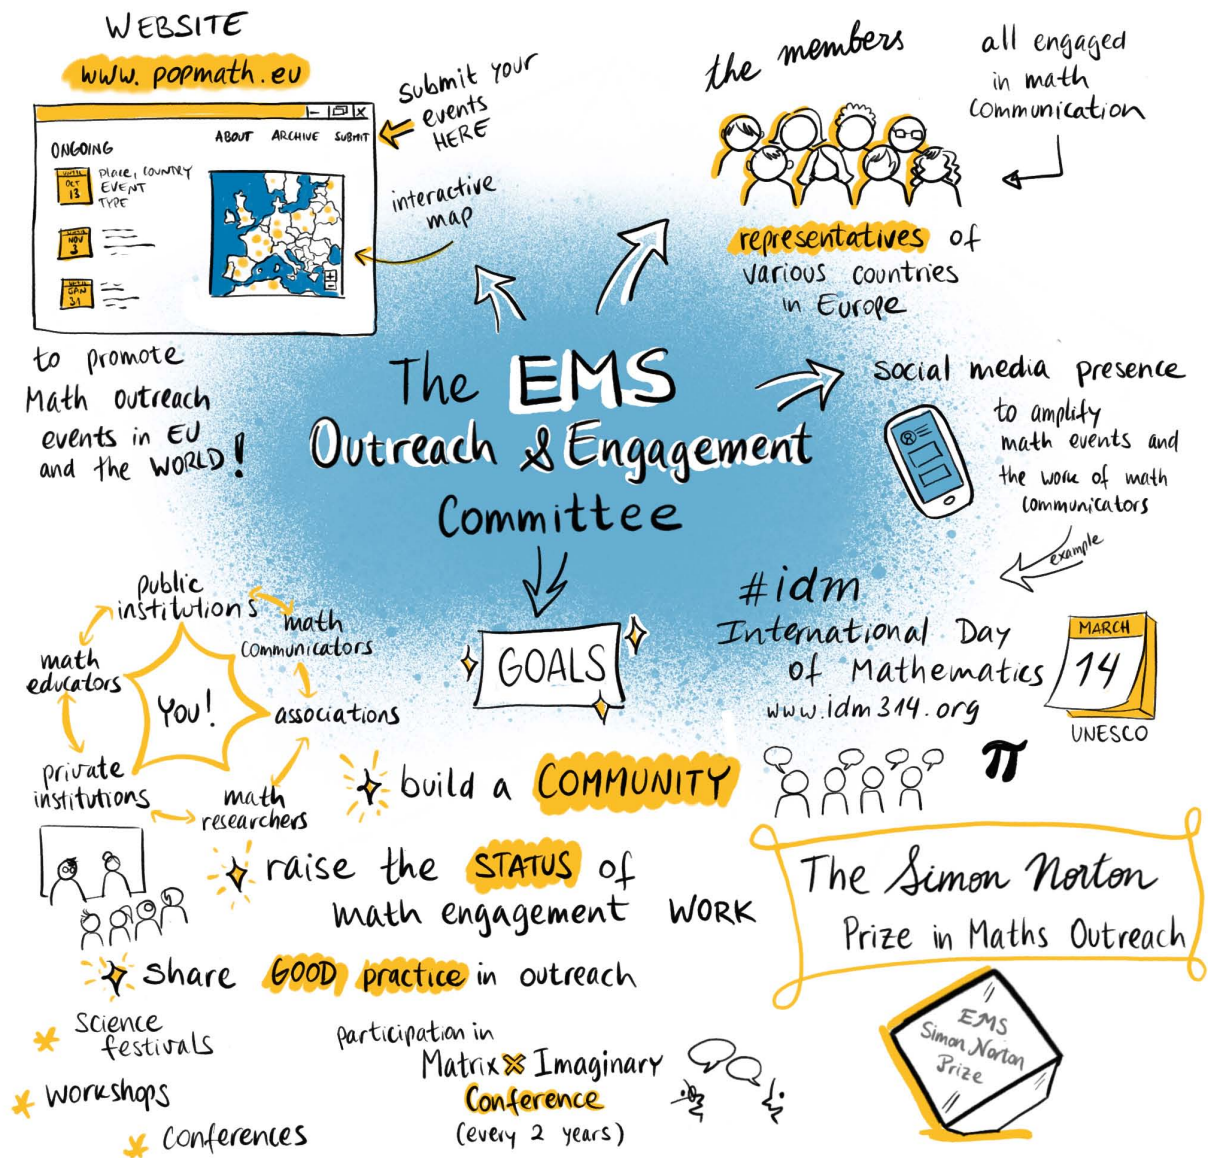 WEBSITE
www.popmath.eu
submit your
events
HERE
ABOUT ARCHIVE SUBMIT
ONGOING
UNTIL
OCT
13
PLACE, COUNTRY
EVENT
TYPE
NOV
3
UNTIL
JAN
31
+
-
interactive
map
to promote
Math outreach
events in EU
and the WORLD!
the members
all engaged
in math
communication
representatives of
various countries
in Europe
The EMS
Outreach & Engagement
Committee
social media presence
to amplify
math events and
the work of math
communicators
example
#idm
International Day
of Mathematics
www.idm314.org
MARCH
14
UNESCO
π
GOALS
public
institutions
math
communicators
associations
math
researchers
private
institutions
math
educators
YOU!
build a COMMUNITY
raise the STATUS of
math engagement WORK
share GOOD practice in outreach
science
festivals
workshops
conferences
participation in
Matrix x Imaginary
Conference
(every 2 years)
The Simon Norton
Prize in Maths Outreach
EMS
Simon Norton
Prize